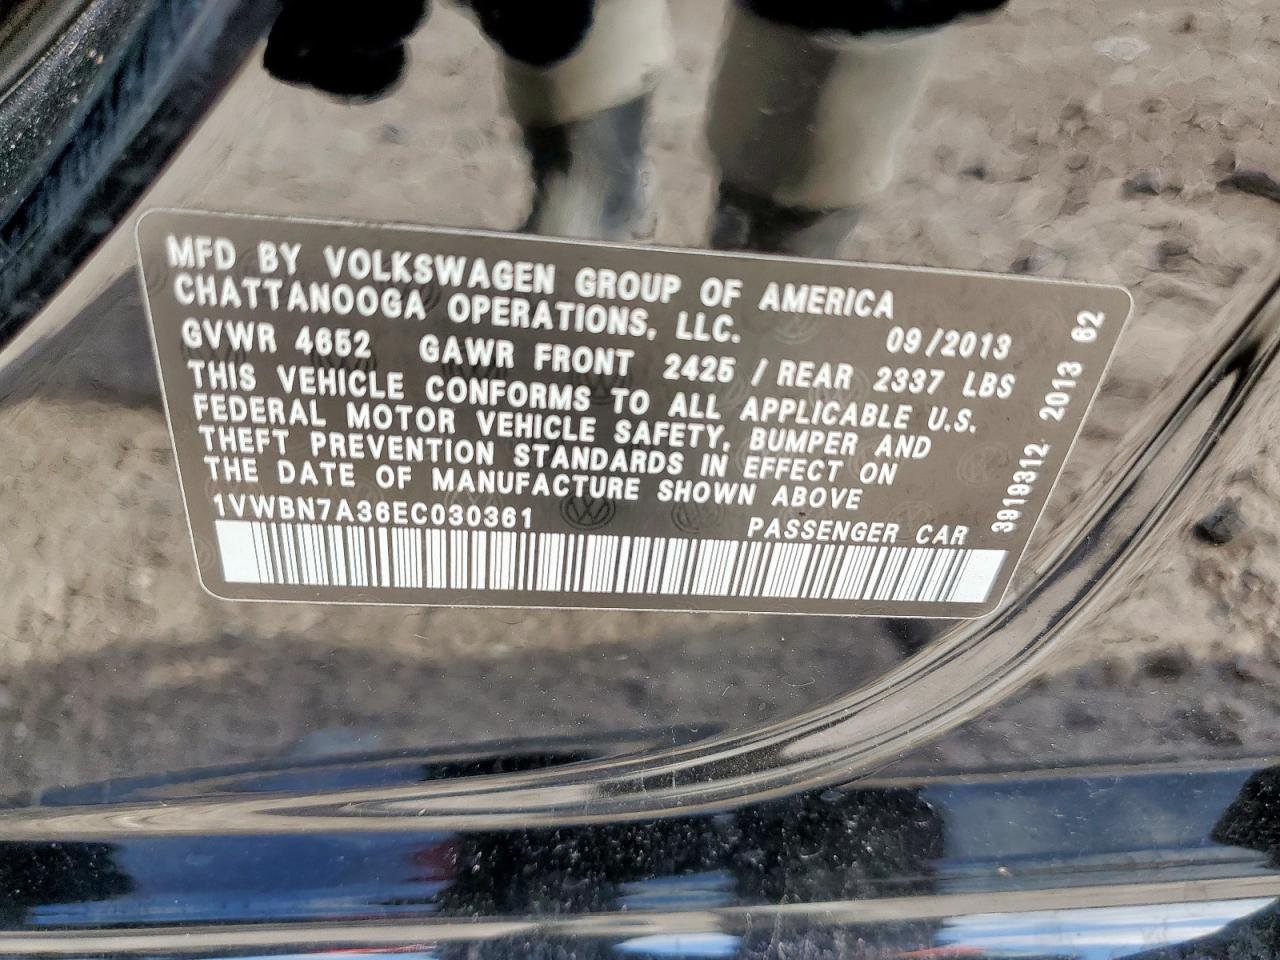 MFD BY VOLKSWAGEN GROUP OF AMERICA
CHATTANOOGA OPERATIONS, LLC.
09/2013
GVWR 4652 GAWR FRONT 2425 / REAR 2337 LBS
THIS VEHICLE CONFORMS TO ALL APPLICABLE U.S.
FEDERAL MOTOR VEHICLE SAFETY, BUMPER AND
THEFT PREVENTION STANDARDS IN EFFECT ON
THE DATE OF MANUFACTURE SHOWN ABOVE
1VWBN7A36EC030361 PASSENGER CAR
3919312 2013 62